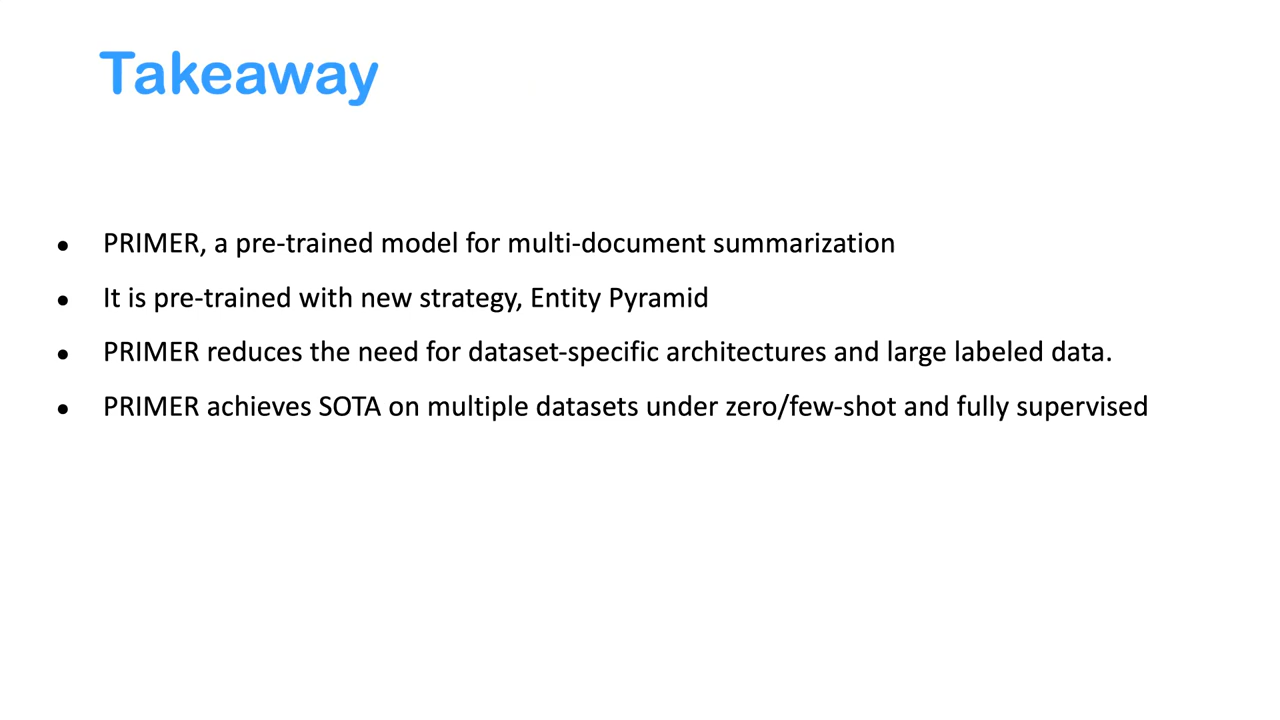 Takeaway
● PRIMER, a pre-trained model for multi-document summarization
● It is pre-trained with new strategy, Entity Pyramid
● PRIMER reduces the need for dataset-specific architectures and large labeled data.
● PRIMER achieves SOTA on multiple datasets under zero/few-shot and fully supervised